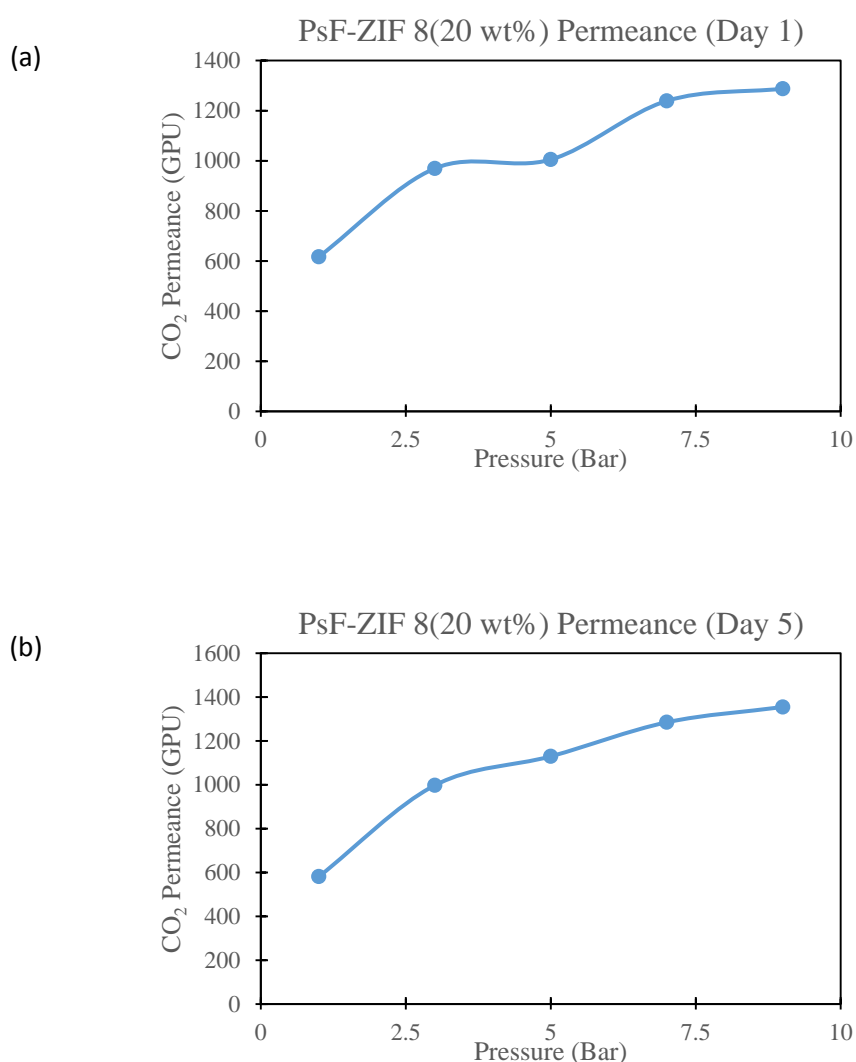 (a)
PsF-ZIF 8(20 wt%) Permeance (Day 1)
CO₂ Permeance (GPU)
1400
1200
1000
800
600
400
200
0
0 2.5 5 7.5 10
Pressure (Bar)
(b)
PsF-ZIF 8(20 wt%) Permeance (Day 5)
CO₂ Permeance (GPU)
1600
1400
1200
1000
800
600
400
200
0
0 2.5 5 7.5 10
Pressure (Bar)